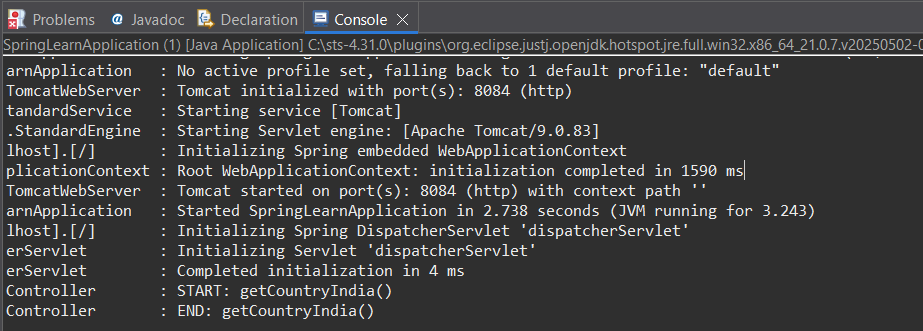 Problems @ Javadoc Declaration Console
SpringLearnApplication (1) [Java Application] C:\sts-4.31.0\plugins\org.eclipse.justj.openjdk.hotspot.jre.full.win32.x86_64_21.0.7.v20250502-0
arnApplication : No active profile set, falling back to 1 default profile: "default"
TomcatWebServer : Tomcat initialized with port(s): 8084 (http)
tandardService : Starting service [Tomcat]
.StandardEngine : Starting Servlet engine: [Apache Tomcat/9.0.83]
lhost].[/] : Initializing Spring embedded WebApplicationContext
plicationContext : Root WebApplicationContext: initialization completed in 1590 ms
TomcatWebServer : Tomcat started on port(s): 8084 (http) with context path ''
arnApplication : Started SpringLearnApplication in 2.738 seconds (JVM running for 3.243)
lhost].[/] : Initializing Spring DispatcherServlet 'dispatcherServlet'
erServlet : Initializing Servlet 'dispatcherServlet'
erServlet : Completed initialization in 4 ms
Controller : START: getCountryIndia()
Controller : END: getCountryIndia()